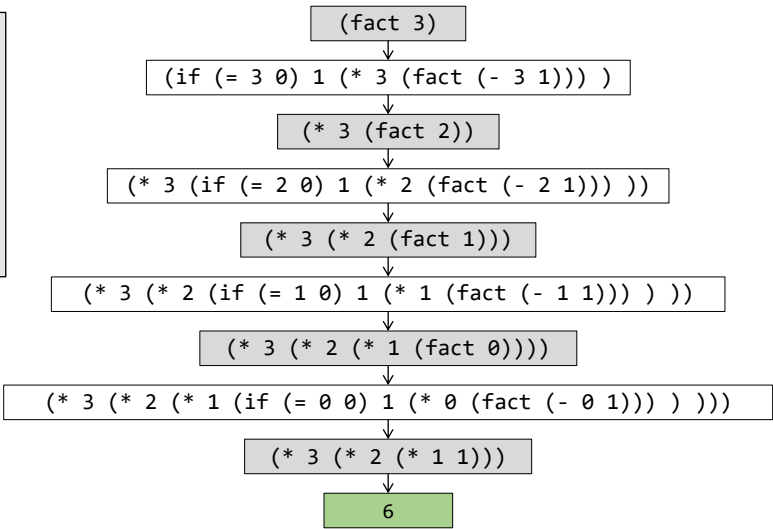 (fact 3)
(if (= 3 0) 1 (* 3 (fact (- 3 1))) )
(* 3 (fact 2))
(* 3 (if (= 2 0) 1 (* 2 (fact (- 2 1))) ))
(* 3 (* 2 (fact 1)))
(* 3 (* 2 (if (= 1 0) 1 (* 1 (fact (- 1 1))) ) ))
(* 3 (* 2 (* 1 (fact 0))))
(* 3 (* 2 (* 1 (if (= 0 0) 1 (* 0 (fact (- 0 1))) ) )))
(* 3 (* 2 (* 1 1)))
6